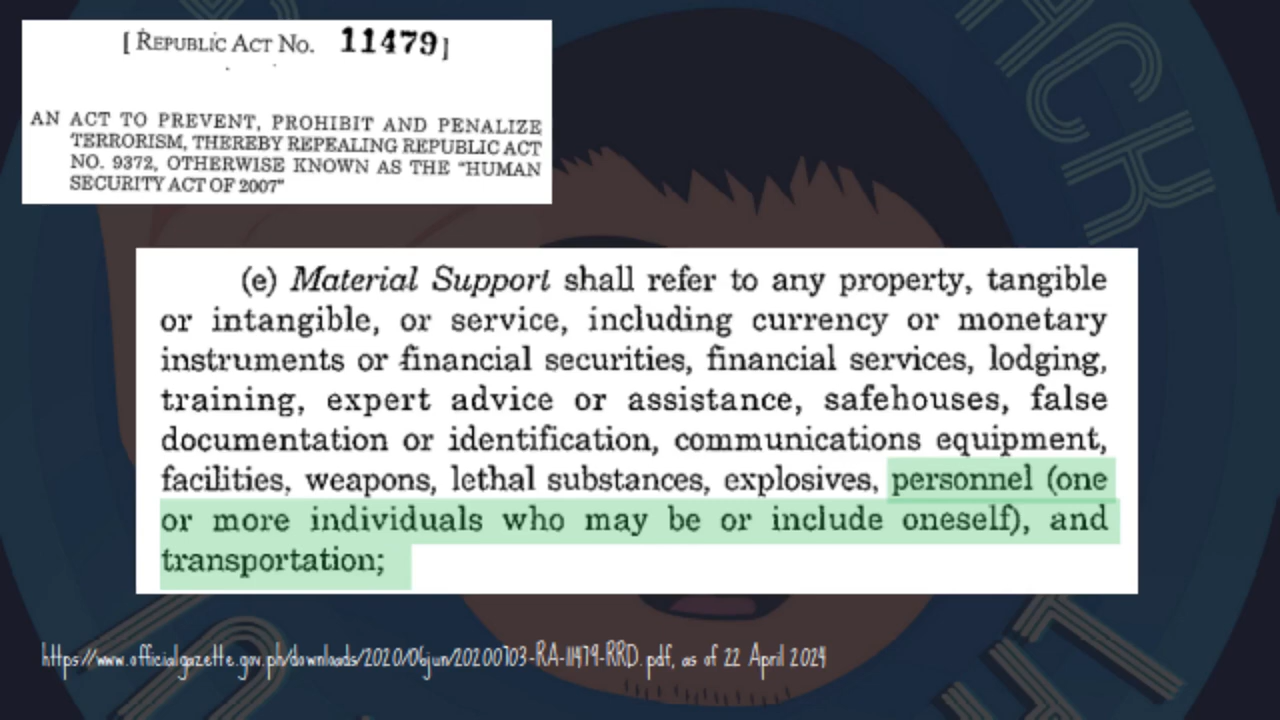 [ REPUBLIC ACT NO. 11479 ]
AN ACT TO PREVENT, PROHIBIT AND PENALIZE
TERRORISM, THEREBY REPEALING REPUBLIC ACT
NO. 9372, OTHERWISE KNOWN AS THE "HUMAN
SECURITY ACT OF 2007"
(e) Material Support shall refer to any property, tangible
or intangible, or service, including currency or monetary
instruments or financial securities, financial services, lodging,
training, expert advice or assistance, safehouses, false
documentation or identification, communications equipment,
facilities, weapons, lethal substances, explosives, personnel (one
or more individuals who may be or include oneself), and
transportation;
https://www.officialgazette.gov.ph/downloads/2020/06jun/20200703-RA-11479-RRD.pdf, as of 22 April 2024